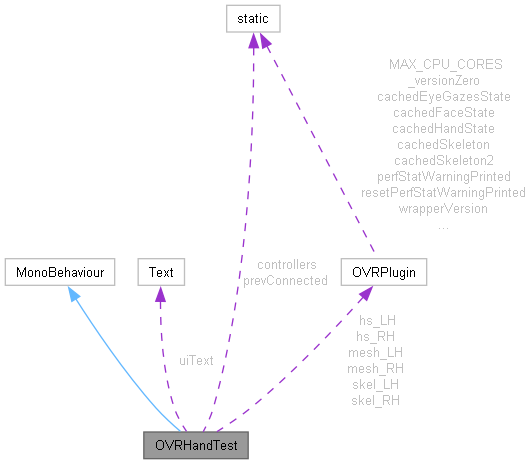 static
MAX_CPU_CORES
_versionZero
cachedEyeGazesState
cachedFaceState
cachedHandState
cachedSkeleton
cachedSkeleton2
perfStatWarningPrinted
resetPerfStatWarningPrinted
wrapperVersion
...
MonoBehaviour
Text
controllers
prevConnected
OVRPlugin
hs_LH
hs_RH
mesh_LH
mesh_RH
skel_LH
skel_RH
uiText
OVRHandTest